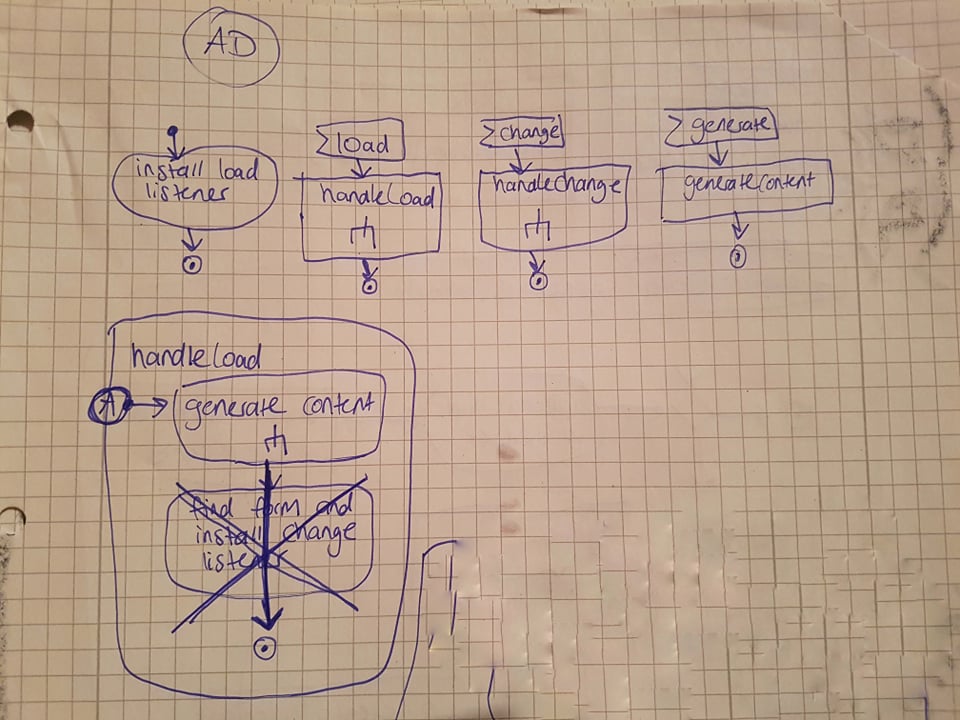 AD
install load
listener
load
handleLoad
change
handleChange
generate
generateContent
handleLoad
A
generate content
find form and
install change
listener